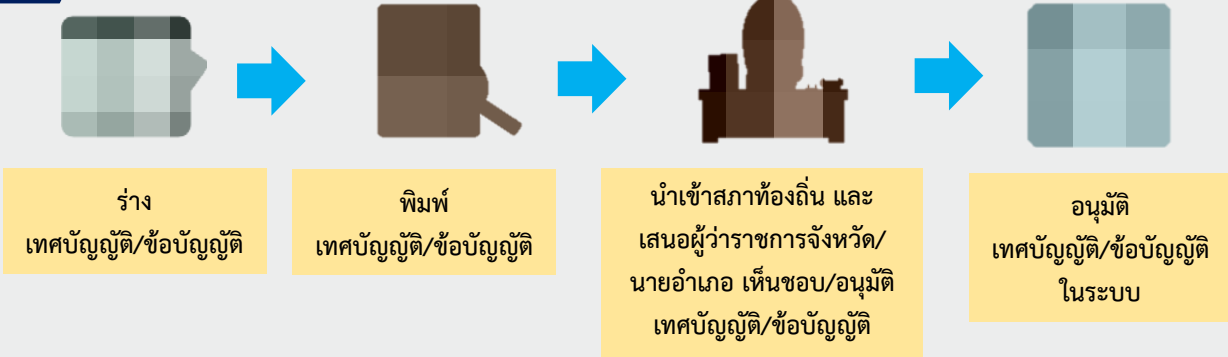 ร่าง
เทศบัญญัติ/ข้อบัญญัติ
พิมพ์
เทศบัญญัติ/ข้อบัญญัติ
นำเข้าสภาท้องถิ่น และ
เสนอผู้ว่าราชการจังหวัด/
นายอำเภอ เห็นชอบ/อนุมัติ
เทศบัญญัติ/ข้อบัญญัติ
อนุมัติ
เทศบัญญัติ/ข้อบัญญัติ
ในระบบ